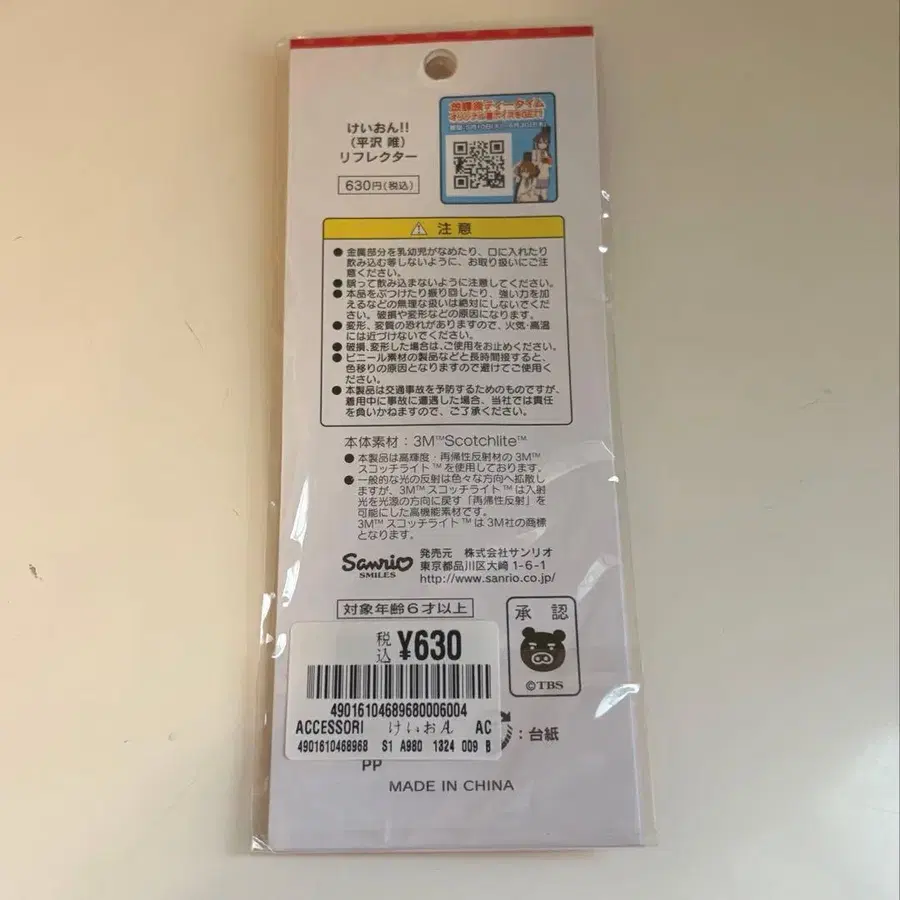 けいおん!!
(平沢 唯)
リフレクター
630円(税込)
放課後ティータイム
オリジナル着ボイスをGET!
注意
●金属部分を乳幼児がなめたり、口に入れたり
飲み込む等しないように、お取り扱いにご注
意ください。
●誤って飲み込まないように注意してください。
●本品をぶつけたり振り回したり、強い力を加
えるなどの無理な扱いは絶対にしないでくだ
さい。破損や変形などの原因になります。
●変形、変質の恐れがありますので、火気・高温
には近づけないでください。
●破損、変形した場合は、ご使用をお止めください。
●ビニール素材の製品などと長時間接すると、
色移りの原因となりますので避けてご使用く
ださい。
●本製品は交通事故を予防するためのものですが、
着用中に事故に遭遇した場合、当社では責任
を負いかねますので、ご了承ください。
本体素材：3M™Scotchlite™
●本製品は高輝度・再帰性反射材の3M™
スコッチライト™を使用しております。
●一般的な光の反射は色々な方向へ拡散し
ますが、3M™スコッチライト™は入射
光を光源の方向に戻す「再帰性反射」を
可能にした高機能素材です。
3M™スコッチライト™は3M社の商標
となります。
Sanrio
SMILES
発売元 株式会社サンリオ
東京都品川区大崎1-6-1
http://www.sanrio.co.jp/
対象年齢6才以上
承認
©TBS
税込 ¥630
49016104689680006004
ACCESSORI けいおん AC
4901610468968 S1 A980 1324 009 B
：台紙
PP
MADE IN CHINA